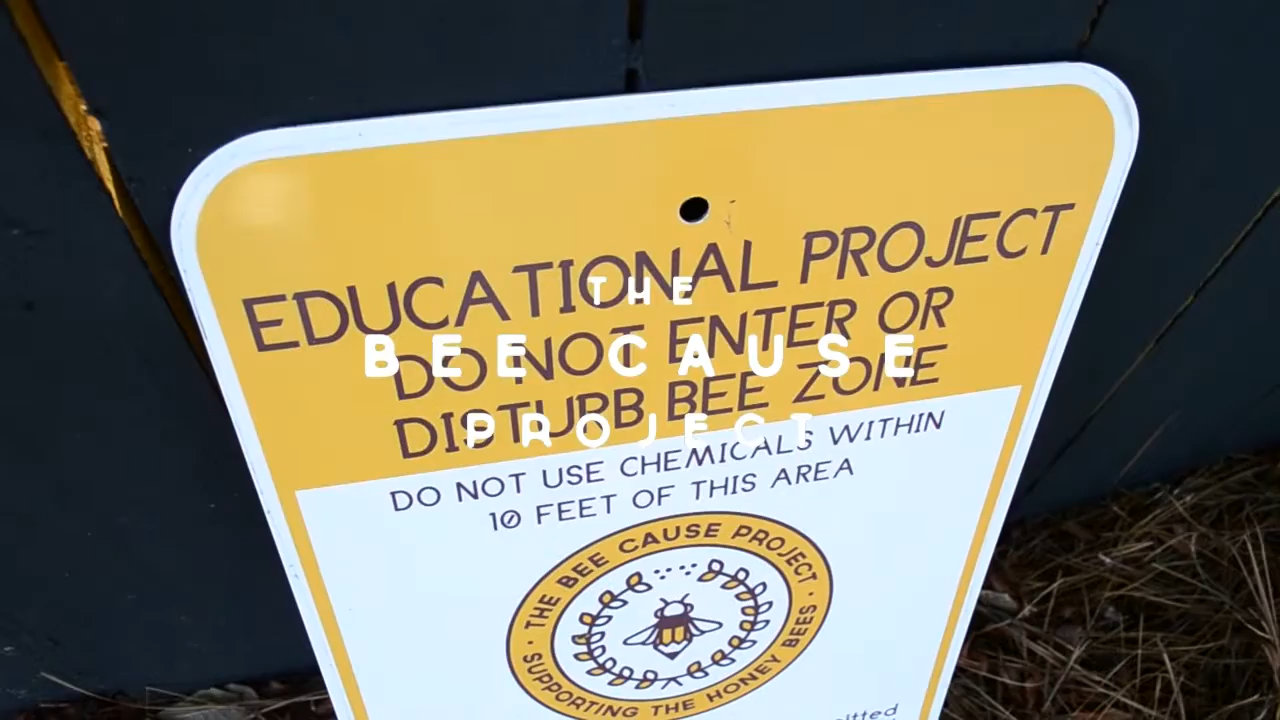 EDUCATIONAL PROJECT
DO NOT ENTER OR
DISTURB BEE ZONE
THE
BEE CAUSE
PROJECT
DO NOT USE CHEMICALS WITHIN
10 FEET OF THIS AREA
· THE BEE CAUSE PROJECT ·
SUPPORTING THE HONEY BEES